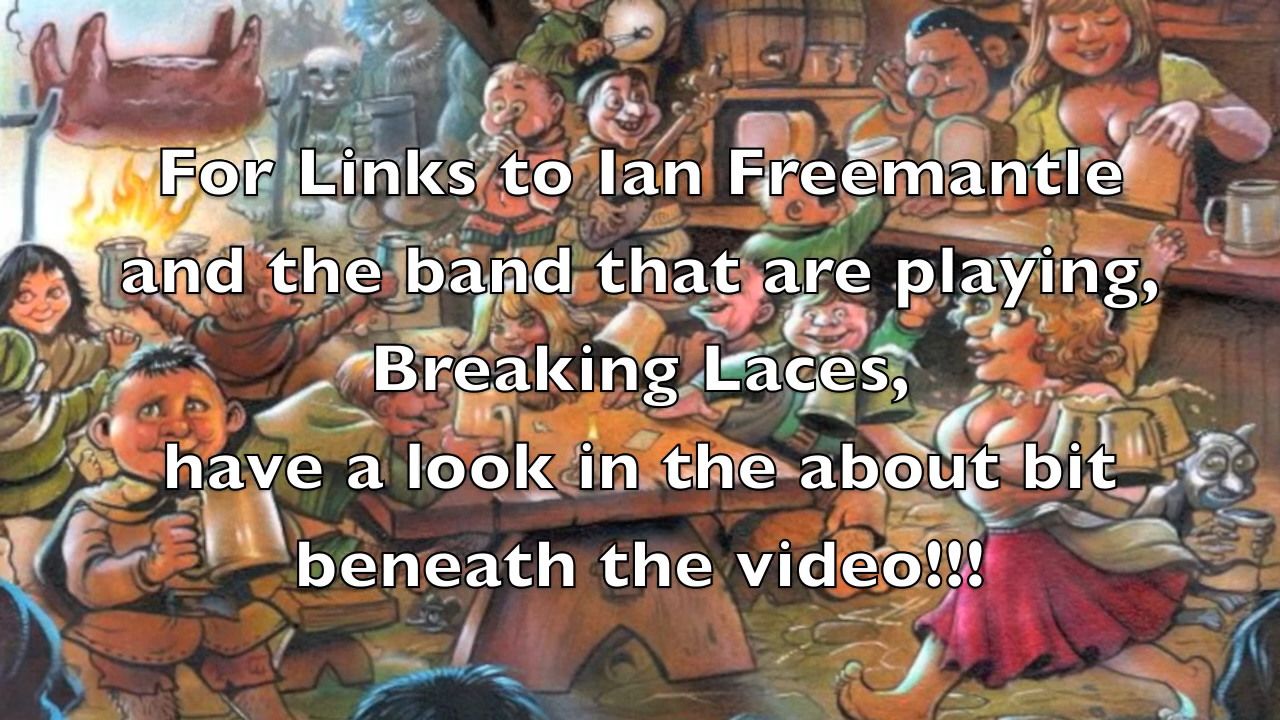 For Links to Ian Freemantle
and the band that are playing,
Breaking Laces,
have a look in the about bit
beneath the video!!!